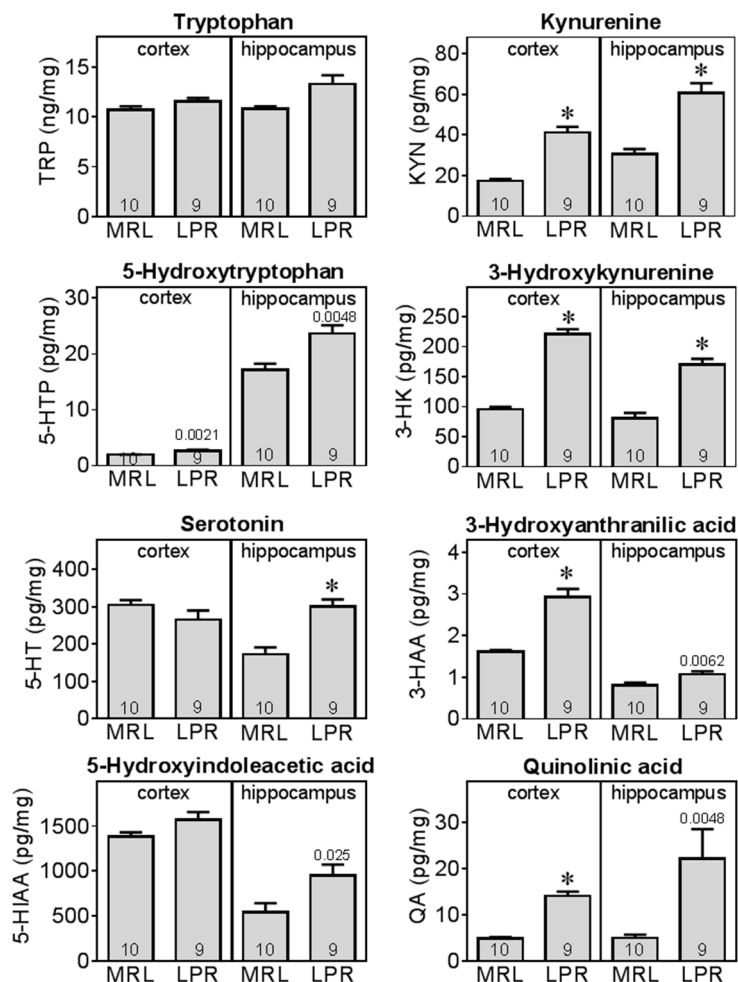 Tryptophan
cortex
hippocampus
TRP (ng/mg)
15
10
5
0
10
9
10
9
MRL
LPR
MRL
LPR
Kynurenine
cortex
hippocampus
KYN (pg/mg)
80
60
40
20
0
*
*
10
9
10
9
MRL
LPR
MRL
LPR
5-Hydroxytryptophan
cortex
hippocampus
5-HTP (pg/mg)
30
20
10
0
0.0021
0.0048
10
9
10
9
MRL
LPR
MRL
LPR
3-Hydroxykynurenine
cortex
hippocampus
3-HK (pg/mg)
250
200
150
100
50
0
*
*
10
9
10
9
MRL
LPR
MRL
LPR
Serotonin
cortex
hippocampus
5-HT (pg/mg)
400
300
200
100
0
*
10
9
10
9
MRL
LPR
MRL
LPR
3-Hydroxyanthranilic acid
cortex
hippocampus
3-HAA (pg/mg)
4
3
2
1
0
*
0.0062
10
9
10
9
MRL
LPR
MRL
LPR
5-Hydroxyindoleacetic acid
cortex
hippocampus
5-HIAA (pg/mg)
1500
1000
500
0
0.025
10
9
10
9
MRL
LPR
MRL
LPR
Quinolinic acid
cortex
hippocampus
QA (pg/mg)
30
20
10
0
*
0.0048
10
9
10
9
MRL
LPR
MRL
LPR